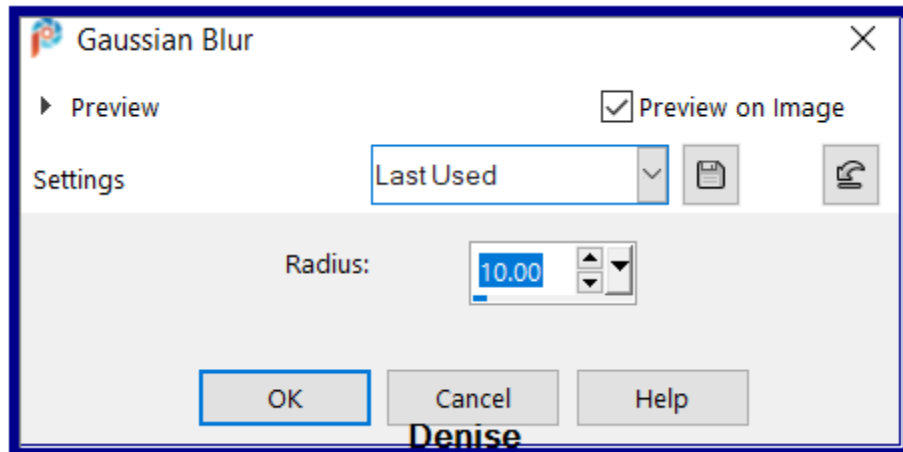 Gaussian Blur
Preview
Preview on Image
Settings
Last Used
Radius:
10.00
OK
Cancel
Help
Denise